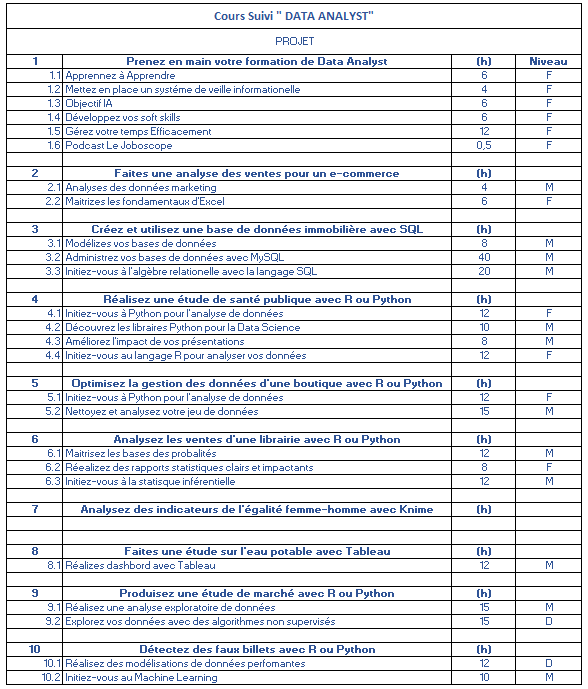 Cours Suivi " DATA ANALYST"
PROJET
1 Prenez en main votre formation de Data Analyst (h) Niveau
1.1 Apprennez à Apprendre 6 F
1.2 Mettez en place un système de veille informationelle 4 F
1.3 Objectif IA 6 F
1.4 Développez vos soft skills 6 F
1.5 Gérez votre temps Efficacement 12 F
1.6 Podcast Le Joboscope 0,5 F
2 Faites une analyse des ventes pour un e-commerce (h)
2.1 Analyses des données marketing 4 M
2.2 Maitrizes les fondamentaux d'Excel 6 F
3 Créez et utilisez une base de données immobilière avec SQL (h)
3.1 Modélizes vos bases de données 8 M
3.2 Administrez vos bases de données avec MySQL 40 M
3.3 Initiez-vous à l'algèbre relationelle avec la langage SQL 20 M
4 Réalisez une étude de santé publique avec R ou Python (h)
4.1 Initiez-vous à Python pour l'analyse de données 12 F
4.2 Découvrez les libraires Python pour la Data Science 10 M
4.3 Améliorez l'impact de vos présentations 8 M
4.4 Initiez-vous au langage R pour analyser vos données 12 F
5 Optimisez la gestion des données d'une boutique avec R ou Python (h)
5.1 Initiez-vous à Python pour l'analyse de données 12 F
5.2 Nettoyez et analysez votre jeu de données 15 M
6 Analysez les ventes d'une librairie avec R ou Python (h)
6.1 Maitrisez les bases des probalités 12 M
6.2 Réealizez des rapports statistiques clairs et impactants 8 F
6.3 Initiez-vous à la statisque inférentielle 12 M
7 Analysez des indicateurs de l'égalité femme-homme avec Knime (h)
8 Faites une étude sur l'eau potable avec Tableau (h)
8.1 Réalizes dashbord avec Tableau 12 M
9 Produisez une étude de marché avec R ou Python (h)
9.1 Réalisez une analyse exploratoire de données 15 M
9.2 Explorez vos données avec des algorithmes non supervisés 15 D
10 Détectez des faux billets avec R ou Python (h)
10.1 Réalisez des modélisations de données perfomantes 12 D
10.2 Initiez-vous au Machine Learning 10 M